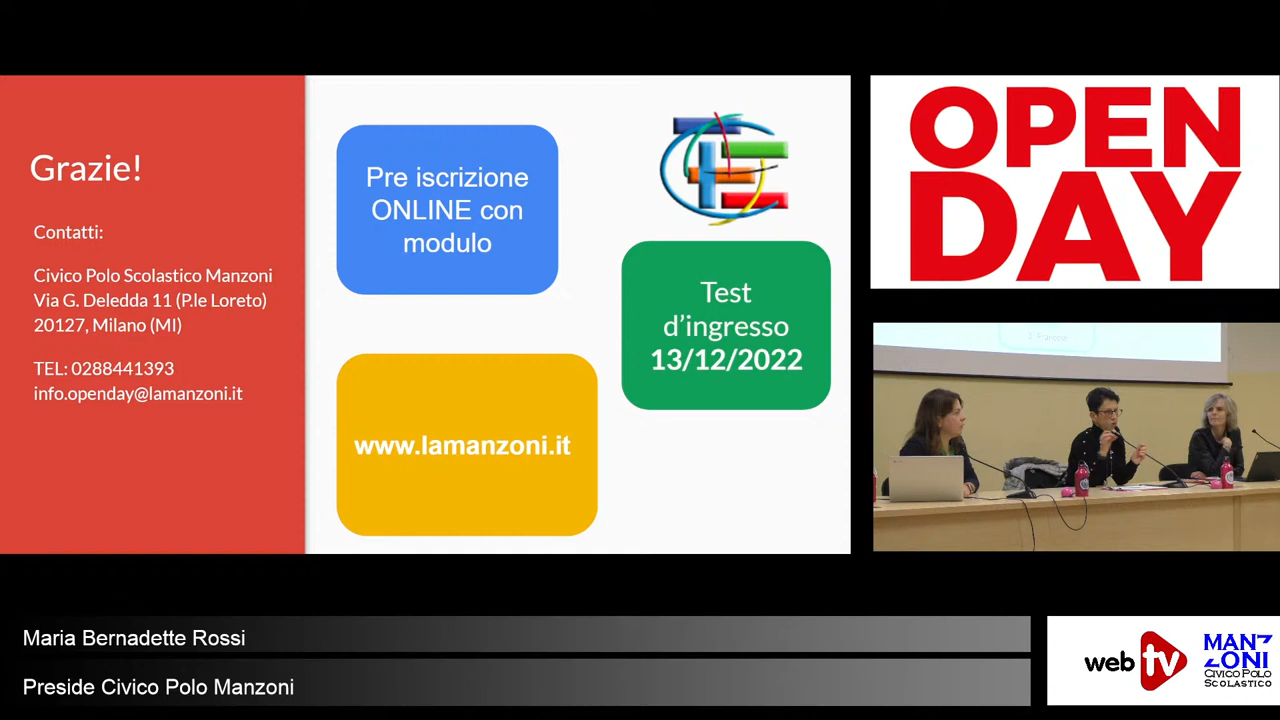 Grazie!
Contatti:
Civico Polo Scolastico Manzoni
Via G. Deledda 11 (P.le Loreto)
20127, Milano (MI)
TEL: 0288441393
info.openday@lamanzoni.it
Pre iscrizione
ONLINE con
modulo
Test
d’ingresso
13/12/2022
www.lamanzoni.it
OPEN
DAY
Maria Bernadette Rossi
Preside Civico Polo Manzoni
web tv
MANZ
ZONI
CIVICO POLO
SCOLASTICO